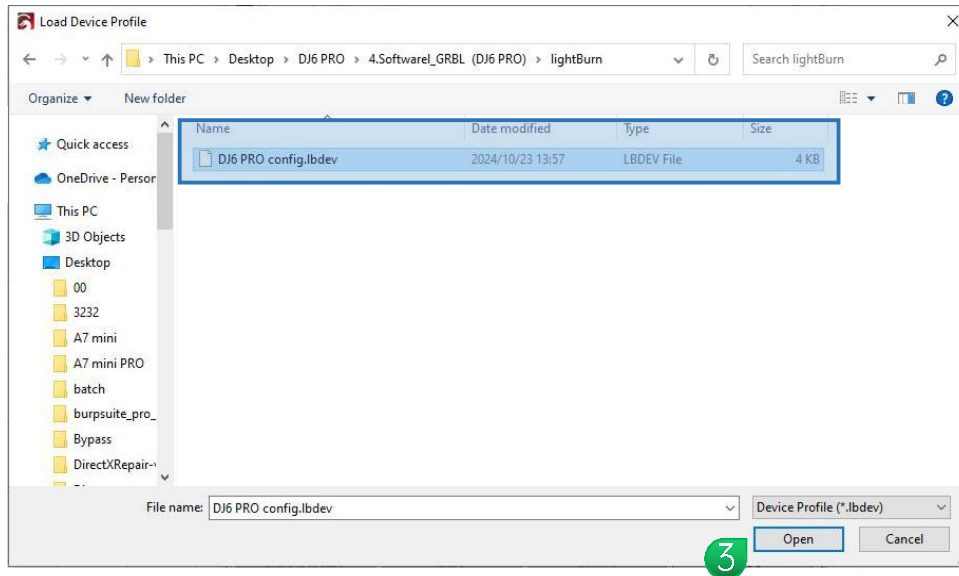 Load Device Profile
This PC > Desktop > DJ6 PRO > 4.Softwarel_GRBL (DJ6 PRO) > lightBurn
Search lightBurn
Organize
New folder
Name Date modified Type Size
DJ6 PRO config.lbdev 2024/10/23 13:57 LBDEV File 4 KB
Quick access
OneDrive - Person
This PC
3D Objects
Desktop
00
3232
A7 mini
A7 mini PRO
batch
burpsuite_pro_
Bypass
DirectXRepair-v
File name: DJ6 PRO config.lbdev Device Profile (*.lbdev)
Open Cancel
3